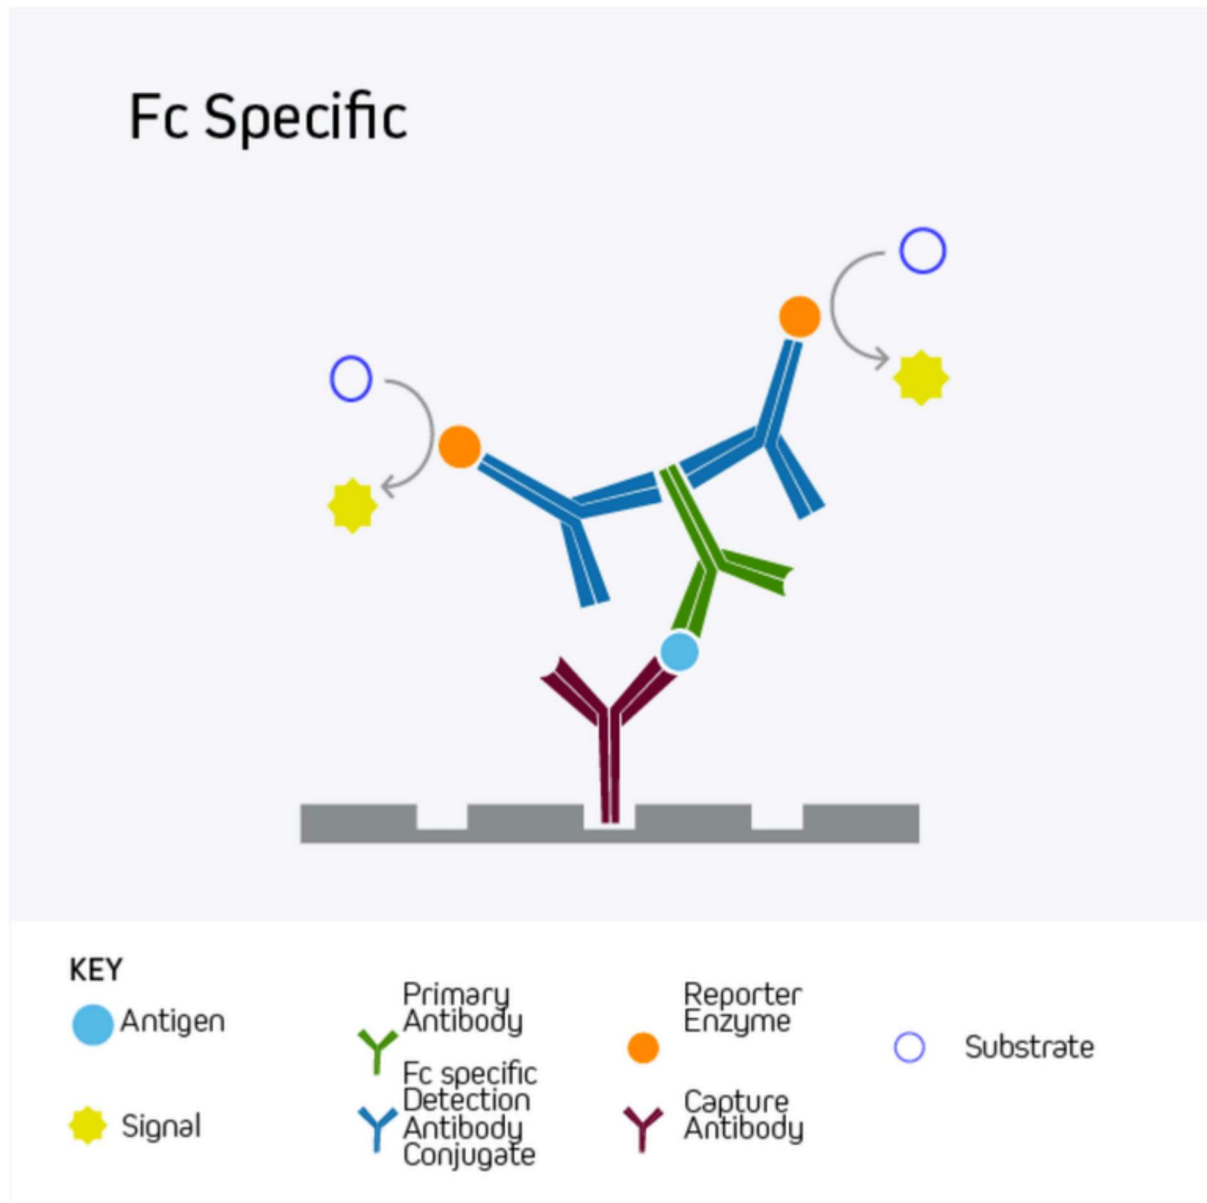 Fc Specific
KEY
Antigen
Primary
Antibody
Reporter
Enzyme
Substrate
Signal
Fc specific
Detection
Antibody
Conjugate
Capture
Antibody